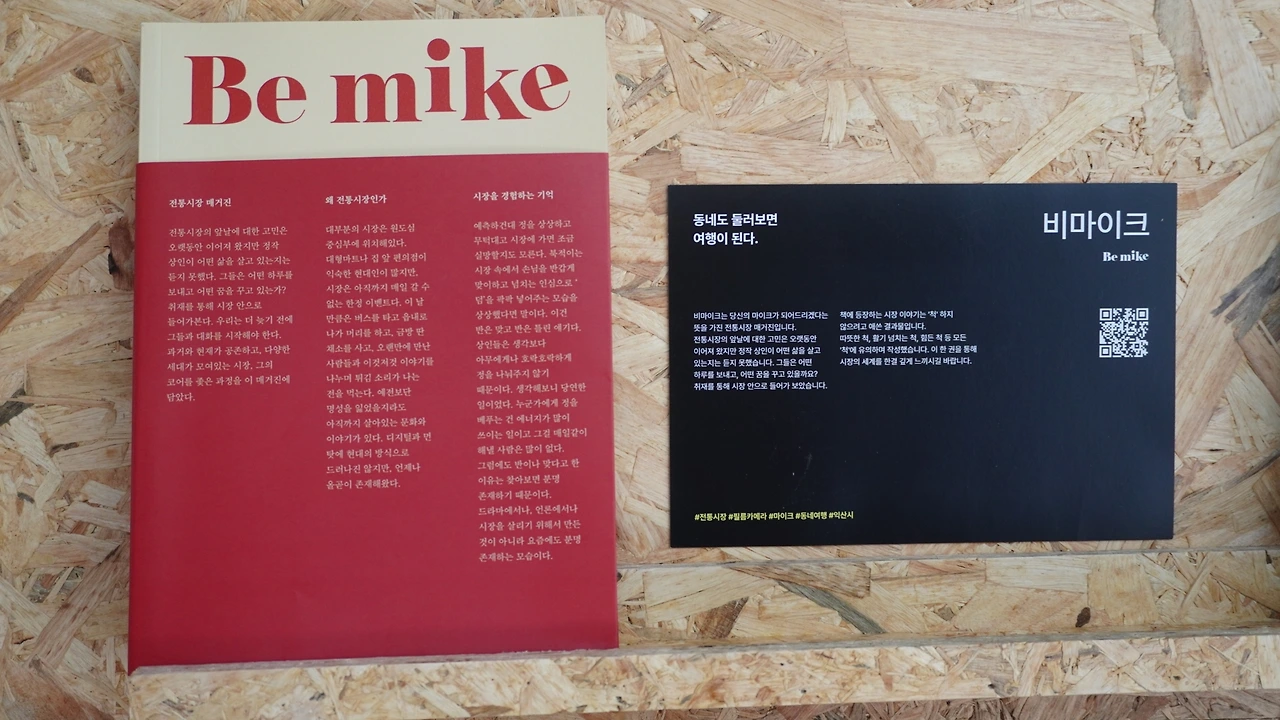 Be mike
전통시장 매거진
전통시장의 앞날에 대한 고민은
오랫동안 이어져 왔지만 정작
상인이 어떤 삶을 살고 있는지는
듣지 못했다. 그들은 어떤 하루를
보내고 어떤 꿈을 꾸고 있는가?
취재를 통해 시장 안으로
들어가본다. 우리는 더 늦기 전에
그들과 대화를 시작해야 한다.
과거와 현재가 공존하고, 다양한
세대가 모여있는 시장, 그의
코어를 좇은 과정을 이 매거진에
담았다.
왜 전통시장인가
대부분의 시장은 원도심
중심부에 위치해있다.
대형마트나 집 앞 편의점이
익숙한 현대인이 많지만,
시장은 아직까지 매일 갈 수
없는 한정 이벤트다. 이 날
만큼은 버스를 타고 읍내로
나가 머리를 하고, 금방 딴
채소를 사고, 오랜만에 만난
사람들과 이것저것 이야기를
나누며 튀김 소리가 나는
전을 먹는다. 예전보단
명성을 잃었을지라도
아직까지 살아있는 문화와
이야기가 있다. 디지털과 면
탓에 현대의 방식으로
드러나진 않지만, 언제나
올곧이 존재해왔다.
시장을 경험하는 기억
예측하건대 정을 상상하고
무턱대고 시장에 가면 조금
실망할지도 모른다. 북적이는
시장 속에서 손님을 반갑게
맞이하고 넘치는 인심으로 '
덤'을 팍팍 넣어주는 모습을
상상했다면 말이다. 이건
반은 맞고 반은 틀린 얘기다.
상인들은 생각보다
아무에게나 호락호락하게
정을 나눠주지 않기
때문이다. 생각해보니 당연한
일이었다. 누군가에게 정을
베푸는 건 에너지가 많이
쓰이는 일이고 그걸 매일같이
해낼 사람은 많이 없다.
그럼에도 반이나 맞다고 한
이유는 찾아보면 분명
존재하기 때문이다.
드라마에서나, 언론에서나
시장을 살리기 위해서 만든
것이 아니라 요즘에도 분명
존재하는 모습이다.
동네도 둘러보면
여행이 된다.
비마이크
Be mike
비마이크는 당신의 마이크가 되어드리겠다는
뜻을 가진 전통시장 매거진입니다.
전통시장의 앞날에 대한 고민은 오랫동안
이어져 왔지만 정작 상인이 어떤 삶을 살고
있는지는 듣지 못했습니다. 그들은 어떤
하루를 보내고, 어떤 꿈을 꾸고 있을까요?
취재를 통해 시장 안으로 들어가 보았습니다.
책에 등장하는 시장 이야기는 '척' 하지
않으려고 애쓴 결과물입니다.
따뜻한 척, 활기 넘치는 척, 힘든 척 등 모든
'척'에 유의하며 작성했습니다. 이 한 권을 통해
시장의 세계를 한결 깊게 느끼시길 바랍니다.
#전통시장 #필름카메라 #마이크 #동네여행 #익산시